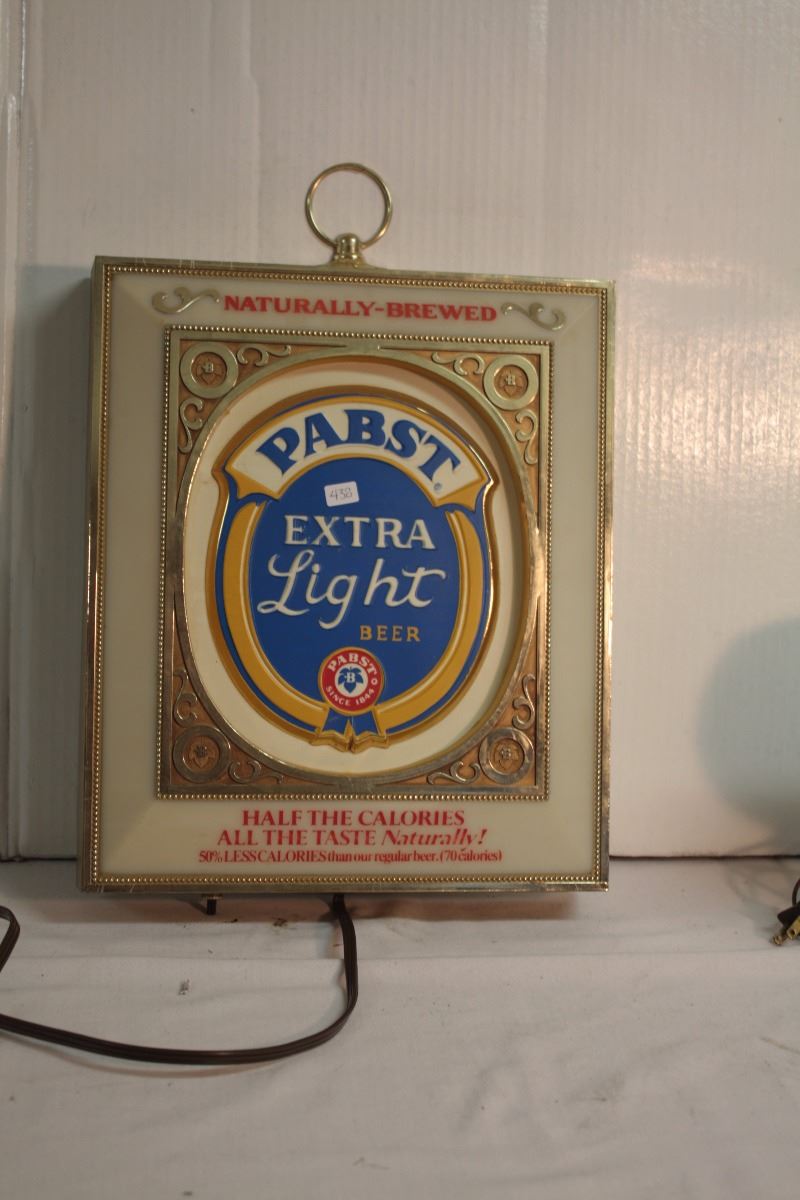 NATURALLY-BREWED
B
B
PABST
®
438
EXTRA
Light
BEER
PABST
B
SINCE 1844
B
B
HALF THE CALORIES
ALL THE TASTE Naturally!
50% LESS CALORIES than our regular beer. (70 calories)